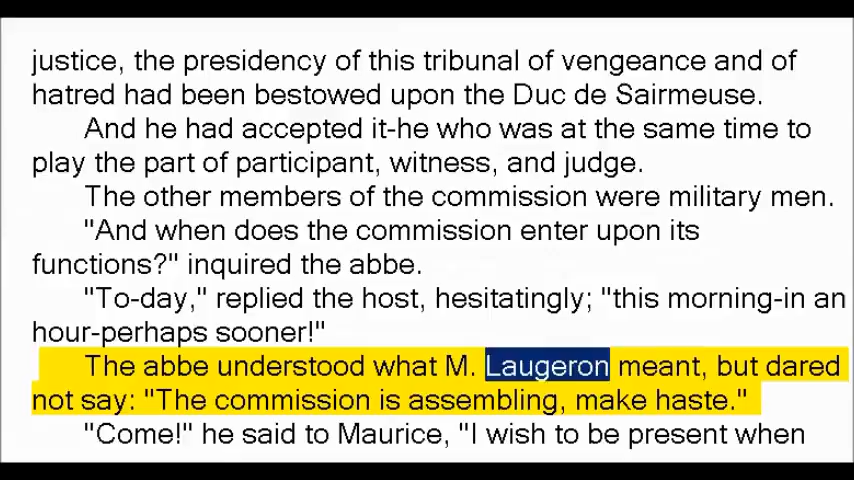 justice, the presidency of this tribunal of vengeance and of
hatred had been bestowed upon the Duc de Sairmeuse.
And he had accepted it-he who was at the same time to
play the part of participant, witness, and judge.
The other members of the commission were military men.
"And when does the commission enter upon its
functions?" inquired the abbe.
"To-day," replied the host, hesitatingly; "this morning-in an
hour-perhaps sooner!"
The abbe understood what M. Laugeron meant, but dared
not say: "The commission is assembling, make haste."
"Come!" he said to Maurice, "I wish to be present when